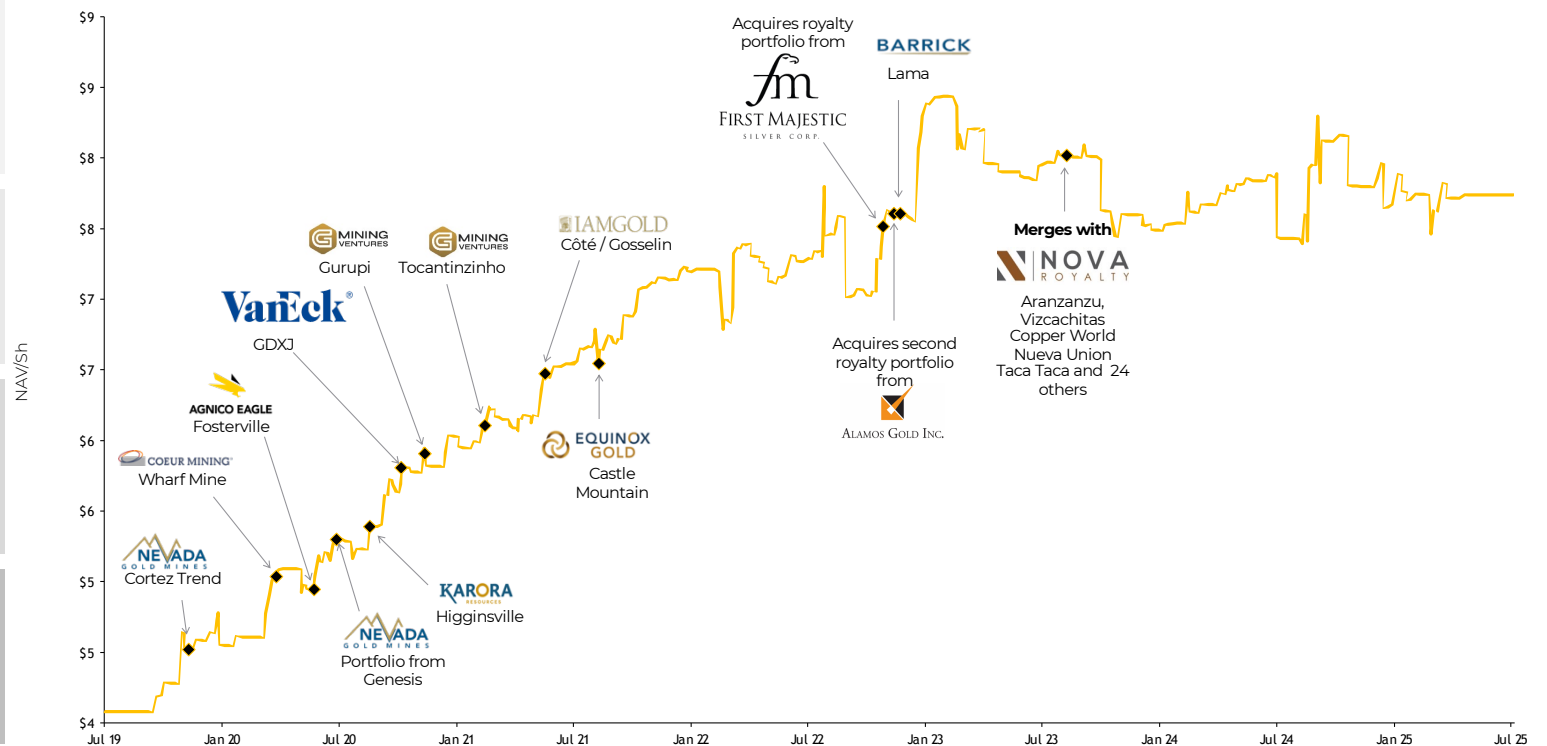 $9
$9
$8
$8
$7
$7
$6
$6
$5
$5
$4
NAV/Sh
Jul 19
Jan 20
Jul 20
Jan 21
Jul 21
Jan 22
Jul 22
Jan 23
Jul 23
Jan 24
Jul 24
Jan 25
Jul 25
NEVADA
GOLD MINES
Cortez Trend
COEUR MINING®
Wharf Mine
AGNICO EAGLE
Fosterville
VanEck®
GDXJ
G MINING
VENTURES
Gurupi
G MINING
VENTURES
Tocantinzinho
NEVADA
GOLD MINES
Portfolio from
Genesis
KARORA
RESOURCES
Higginsville
IAMGOLD
Côté / Gosselin
EQUINOX
GOLD
Castle
Mountain
Acquires royalty
portfolio from
fm
FIRST MAJESTIC
SILVER CORP.
BARRICK
Lama
Acquires second
royalty portfolio
from
ALAMOS GOLD INC.
Merges with
NOVA
ROYALTY
Aranzanzu,
Vizcachitas
Copper World
Nueva Union
Taca Taca and 24
others